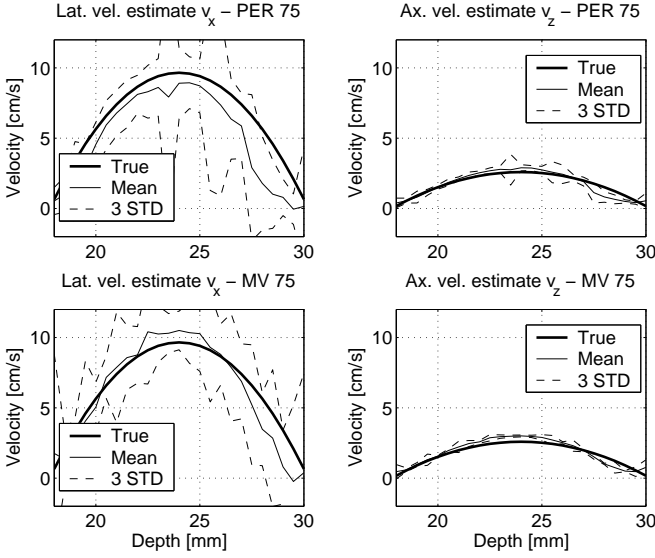 Lat. vel. estimate v_x − PER 75
10
5
0
Velocity [cm/s]
True
Mean
3 STD
20 25 30
Ax. vel. estimate v_z − PER 75
10
5
0
Velocity [cm/s]
True
Mean
3 STD
20 25 30
Lat. vel. estimate v_x − MV 75
10
5
0
Velocity [cm/s]
True
Mean
3 STD
20 25 30
Depth [mm]
Ax. vel. estimate v_z − MV 75
10
5
0
Velocity [cm/s]
True
Mean
3 STD
20 25 30
Depth [mm]